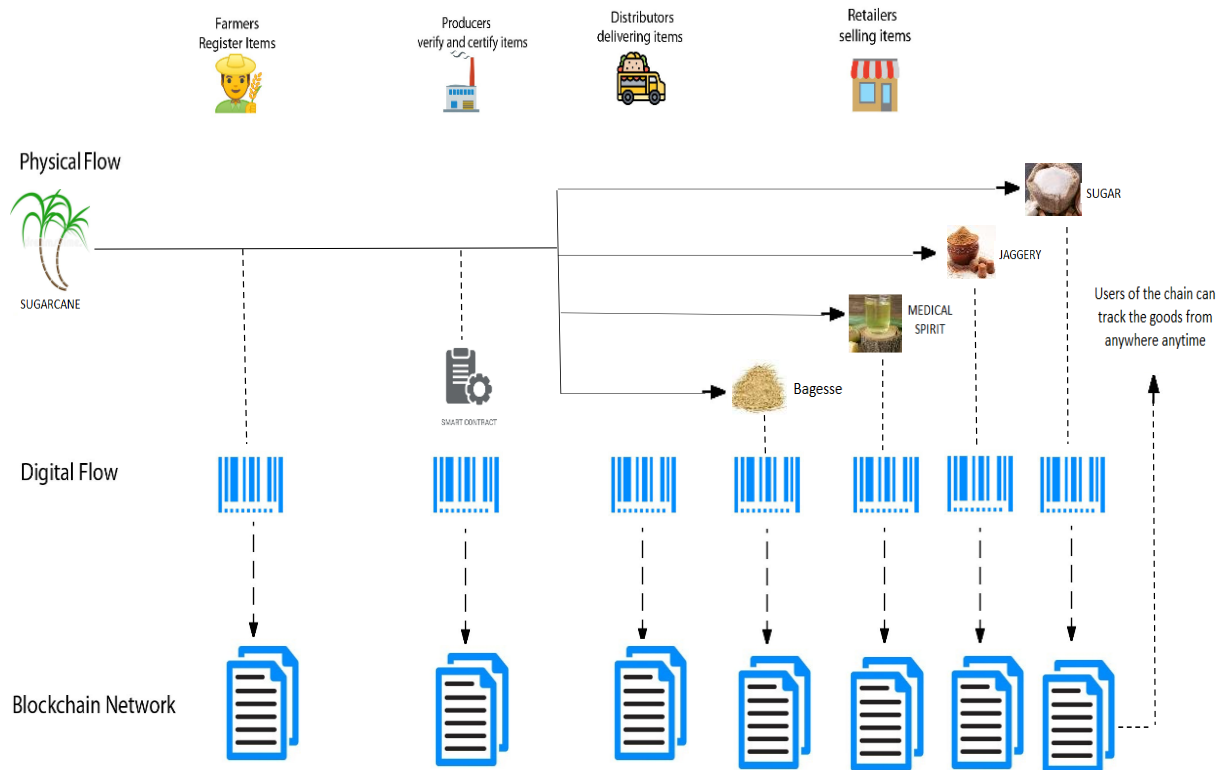 Farmers
Register Items
Producers
verify and certify items
Distributors
delivering items
Retailers
selling items
Physical Flow
SUGARCANE
SUGAR
JAGGERY
MEDICAL
SPIRIT
Bagesse
Users of the chain can
track the goods from
anywhere anytime
SMART CONTRACT
Digital Flow
Blockchain Network